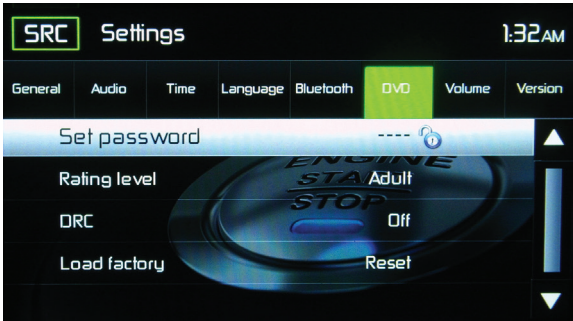 SRC Settings 1:32AM
General Audio Time Language Bluetooth DVD Volume Version
Set password ----
Rating level Adult
DRC Off
Load factory Reset
ENGINE
START
STOP